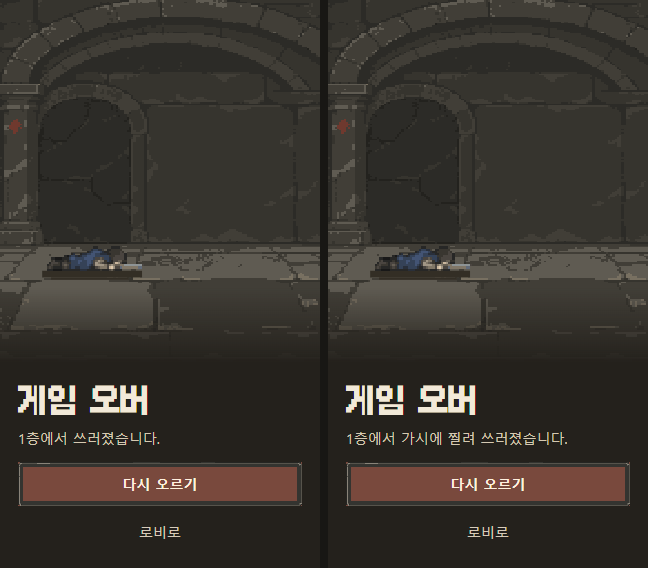 게임 오버
1층에서 쓰러졌습니다.
다시 오르기
로비로
게임 오버
1층에서 가시에 찔려 쓰러졌습니다.
다시 오르기
로비로